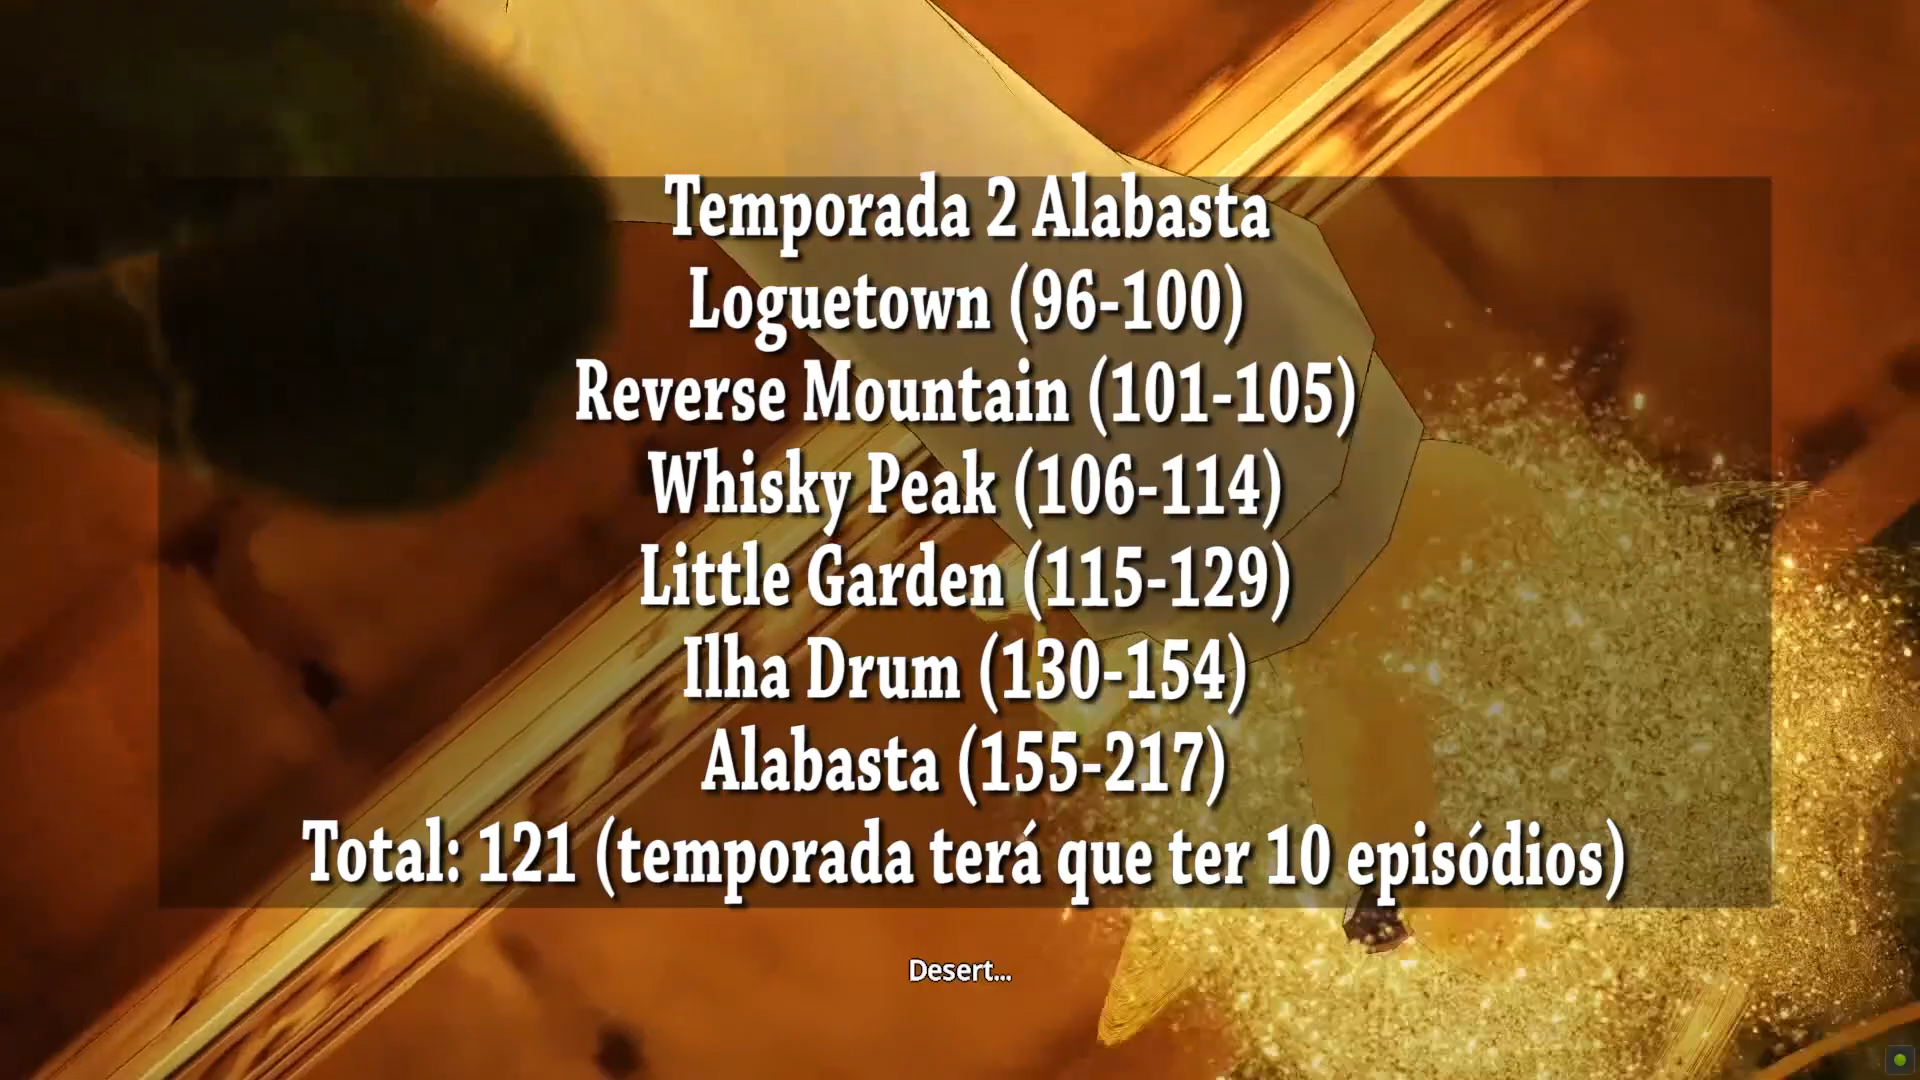 Temporada 2 Alabasta
Loguetown (96-100)
Reverse Mountain (101-105)
Whisky Peak (106-114)
Little Garden (115-129)
Ilha Drum (130-154)
Alabasta (155-217)
Total: 121 (temporada terá que ter 10 episódios)
Desert...